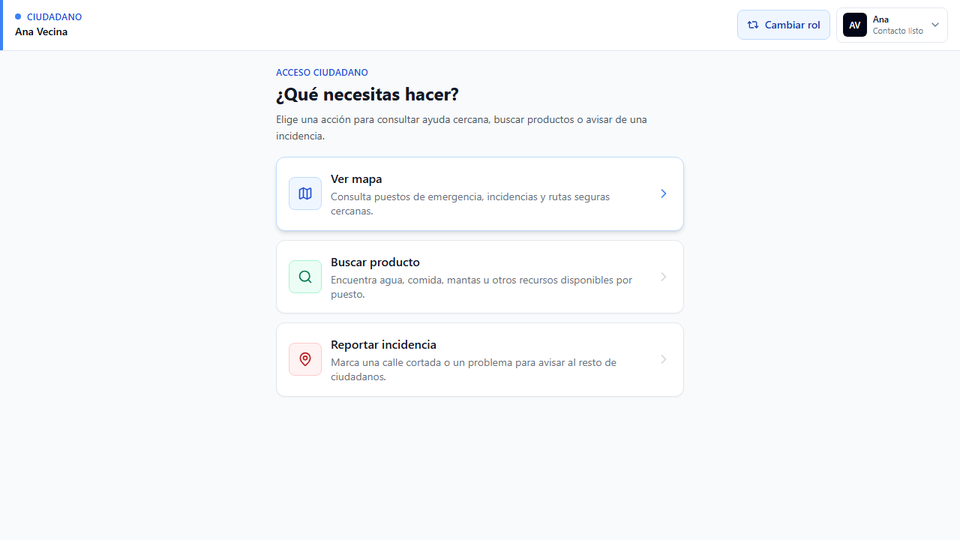 CIUDADANO
Ana Vecina
Cambiar rol
AV
Ana
Contacto listo
ACCESO CIUDADANO
¿Qué necesitas hacer?
Elige una acción para consultar ayuda cercana, buscar productos o avisar de una
incidencia.
Ver mapa
Consulta puestos de emergencia, incidencias y rutas seguras
cercanas.
Buscar producto
Encuentra agua, comida, mantas u otros recursos disponibles por
puesto.
Reportar incidencia
Marca una calle cortada o un problema para avisar al resto de
ciudadanos.